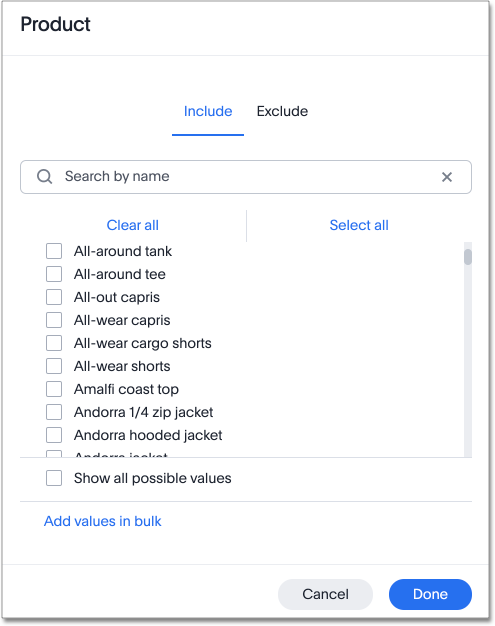 Product
Include Exclude
Search by name
Clear all Select all
All-around tank
All-around tee
All-out capris
All-wear capris
All-wear cargo shorts
All-wear shorts
Amalfi coast top
Andorra 1/4 zip jacket
Andorra hooded jacket
Andorra jacket
Show all possible values
Add values in bulk
Cancel Done